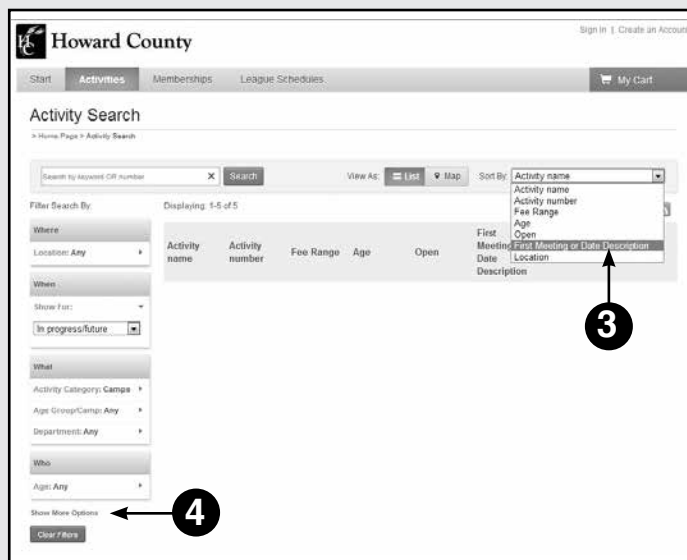 HC Howard County
Sign In | Create an Accoun
Start Activities Memberships League Schedules My Cart
Activity Search
> Home Page > Activity Search
Search by keyword OR number X Search View As: List Map Sort By: Activity name
Activity name
Activity number
Fee Range
Age
Open
First Meeting or Date Description
Location
Filter Search By:
Displaying: 1-5 of 5
Where
Location: Any
When
Show For:
In progress/future
What
Activity Category: Camps
Age Group/Camp: Any
Department: Any
Who
Age: Any
Show More Options
Clear Filters
Activity name
Activity number
Fee Range
Age
Open
First
Meeting
Date
Description
3
4